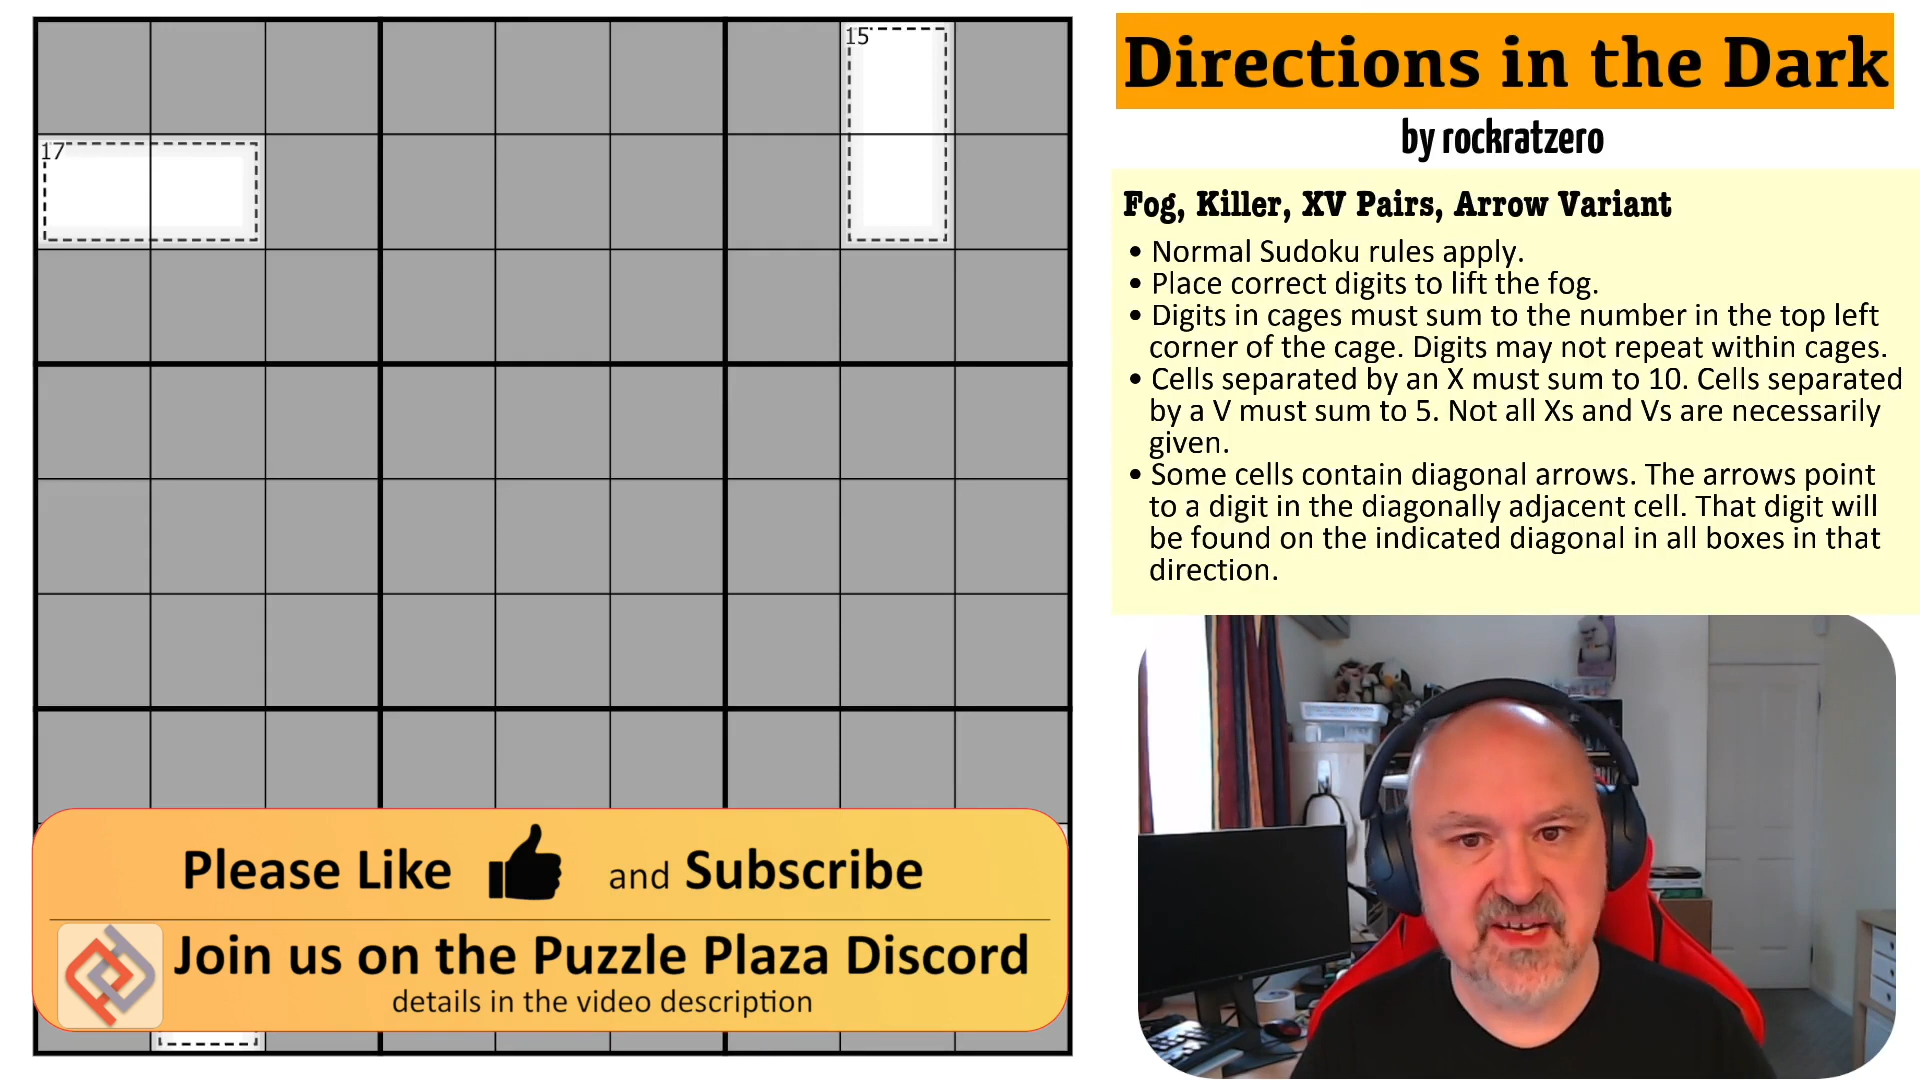 15
17
Directions in the Dark
by rockratzero
Fog, Killer, XV Pairs, Arrow Variant
• Normal Sudoku rules apply.
• Place correct digits to lift the fog.
• Digits in cages must sum to the number in the top left
corner of the cage. Digits may not repeat within cages.
• Cells separated by an X must sum to 10. Cells separated
by a V must sum to 5. Not all Xs and Vs are necessarily
given.
• Some cells contain diagonal arrows. The arrows point
to a digit in the diagonally adjacent cell. That digit will
be found on the indicated diagonal in all boxes in that
direction.
Please Like and Subscribe
Join us on the Puzzle Plaza Discord
details in the video description